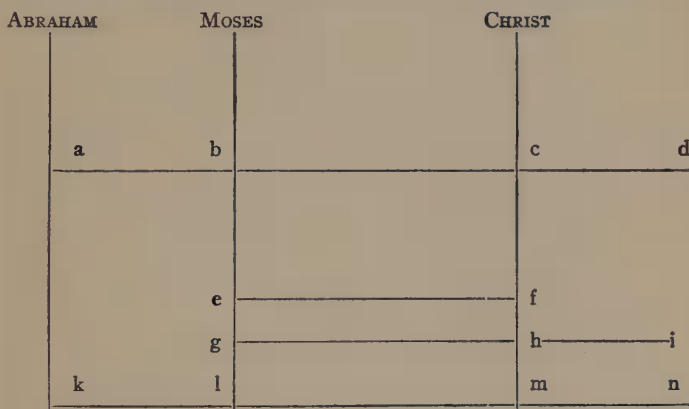 ABRAHAM MOSES CHRIST
a b c d
e f
g h i
k l m n